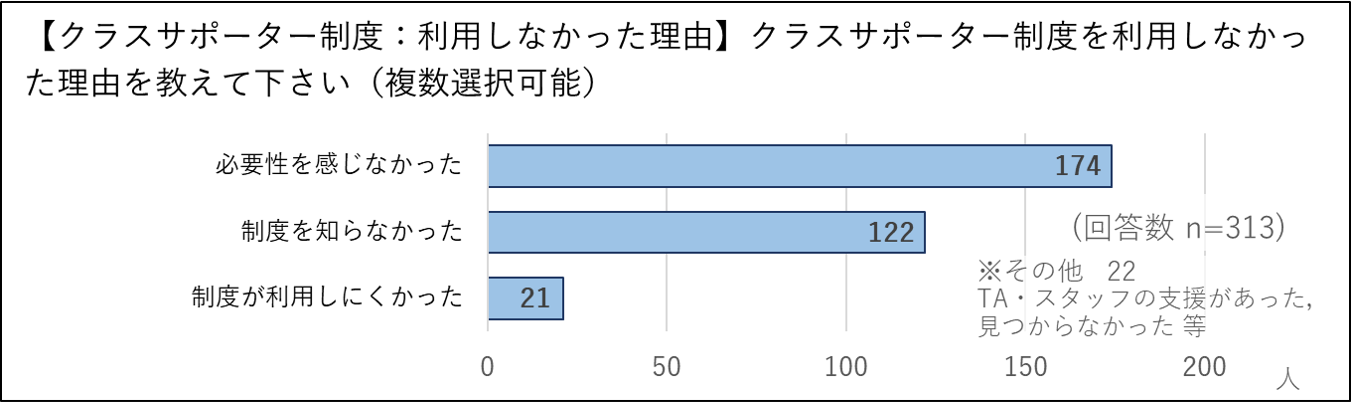 【クラスサポーター制度：利用しなかった理由】クラスサポーター制度を利用しなかっ
た理由を教えて下さい（複数選択可能）
必要性を感じなかった 174
制度を知らなかった 122
(回答数 n=313)
※その他 22
制度が利用しにくかった 21
TA・スタッフの支援があった,
見つからなかった 等
0 50 100 150 200 人